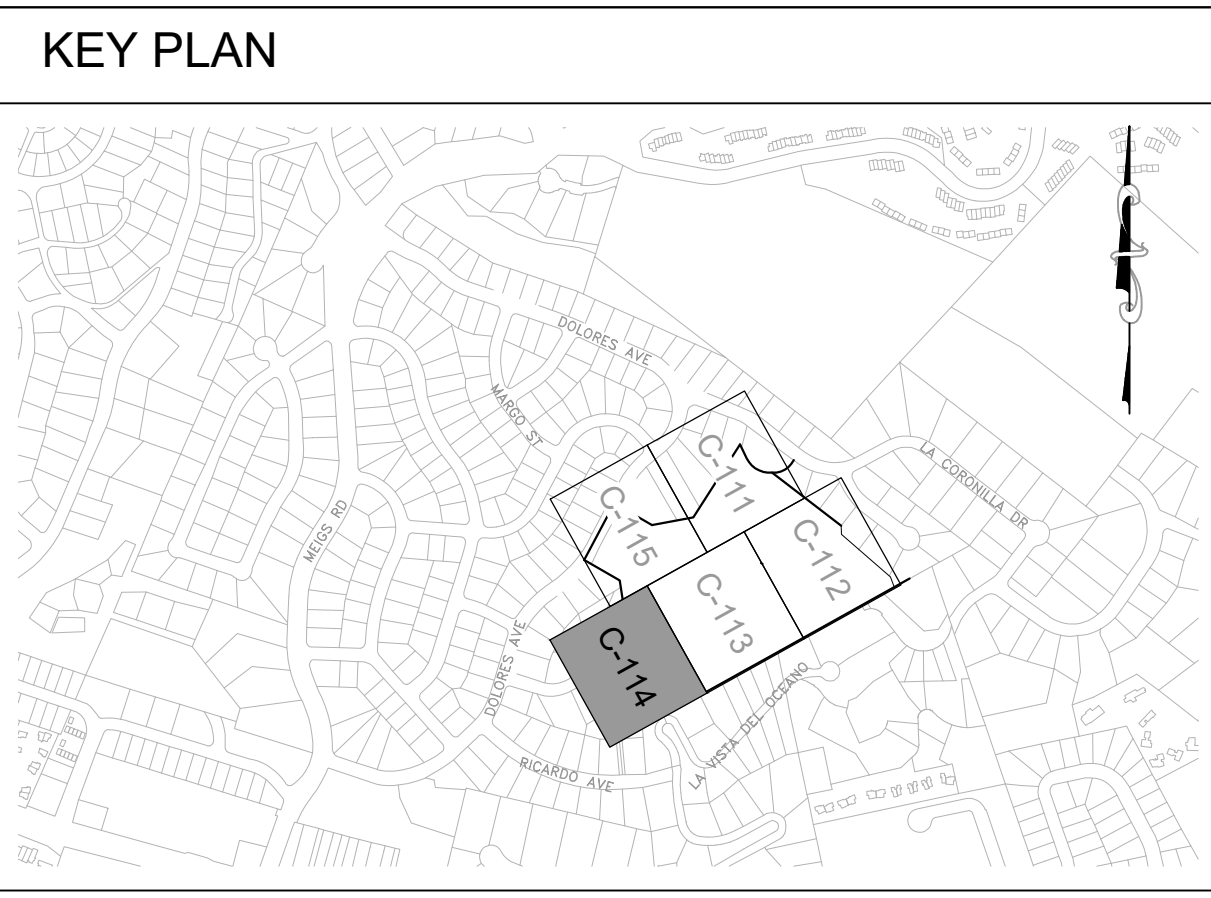 KEY PLAN
DOLORES AVE
MARGO ST
C-111
LA CORONILLA DR
C-115
MEIGS RD
C-112
C-113
C-114
DOLORES AVE
LA VISTA DEL OCEANO
RICARDO AVE